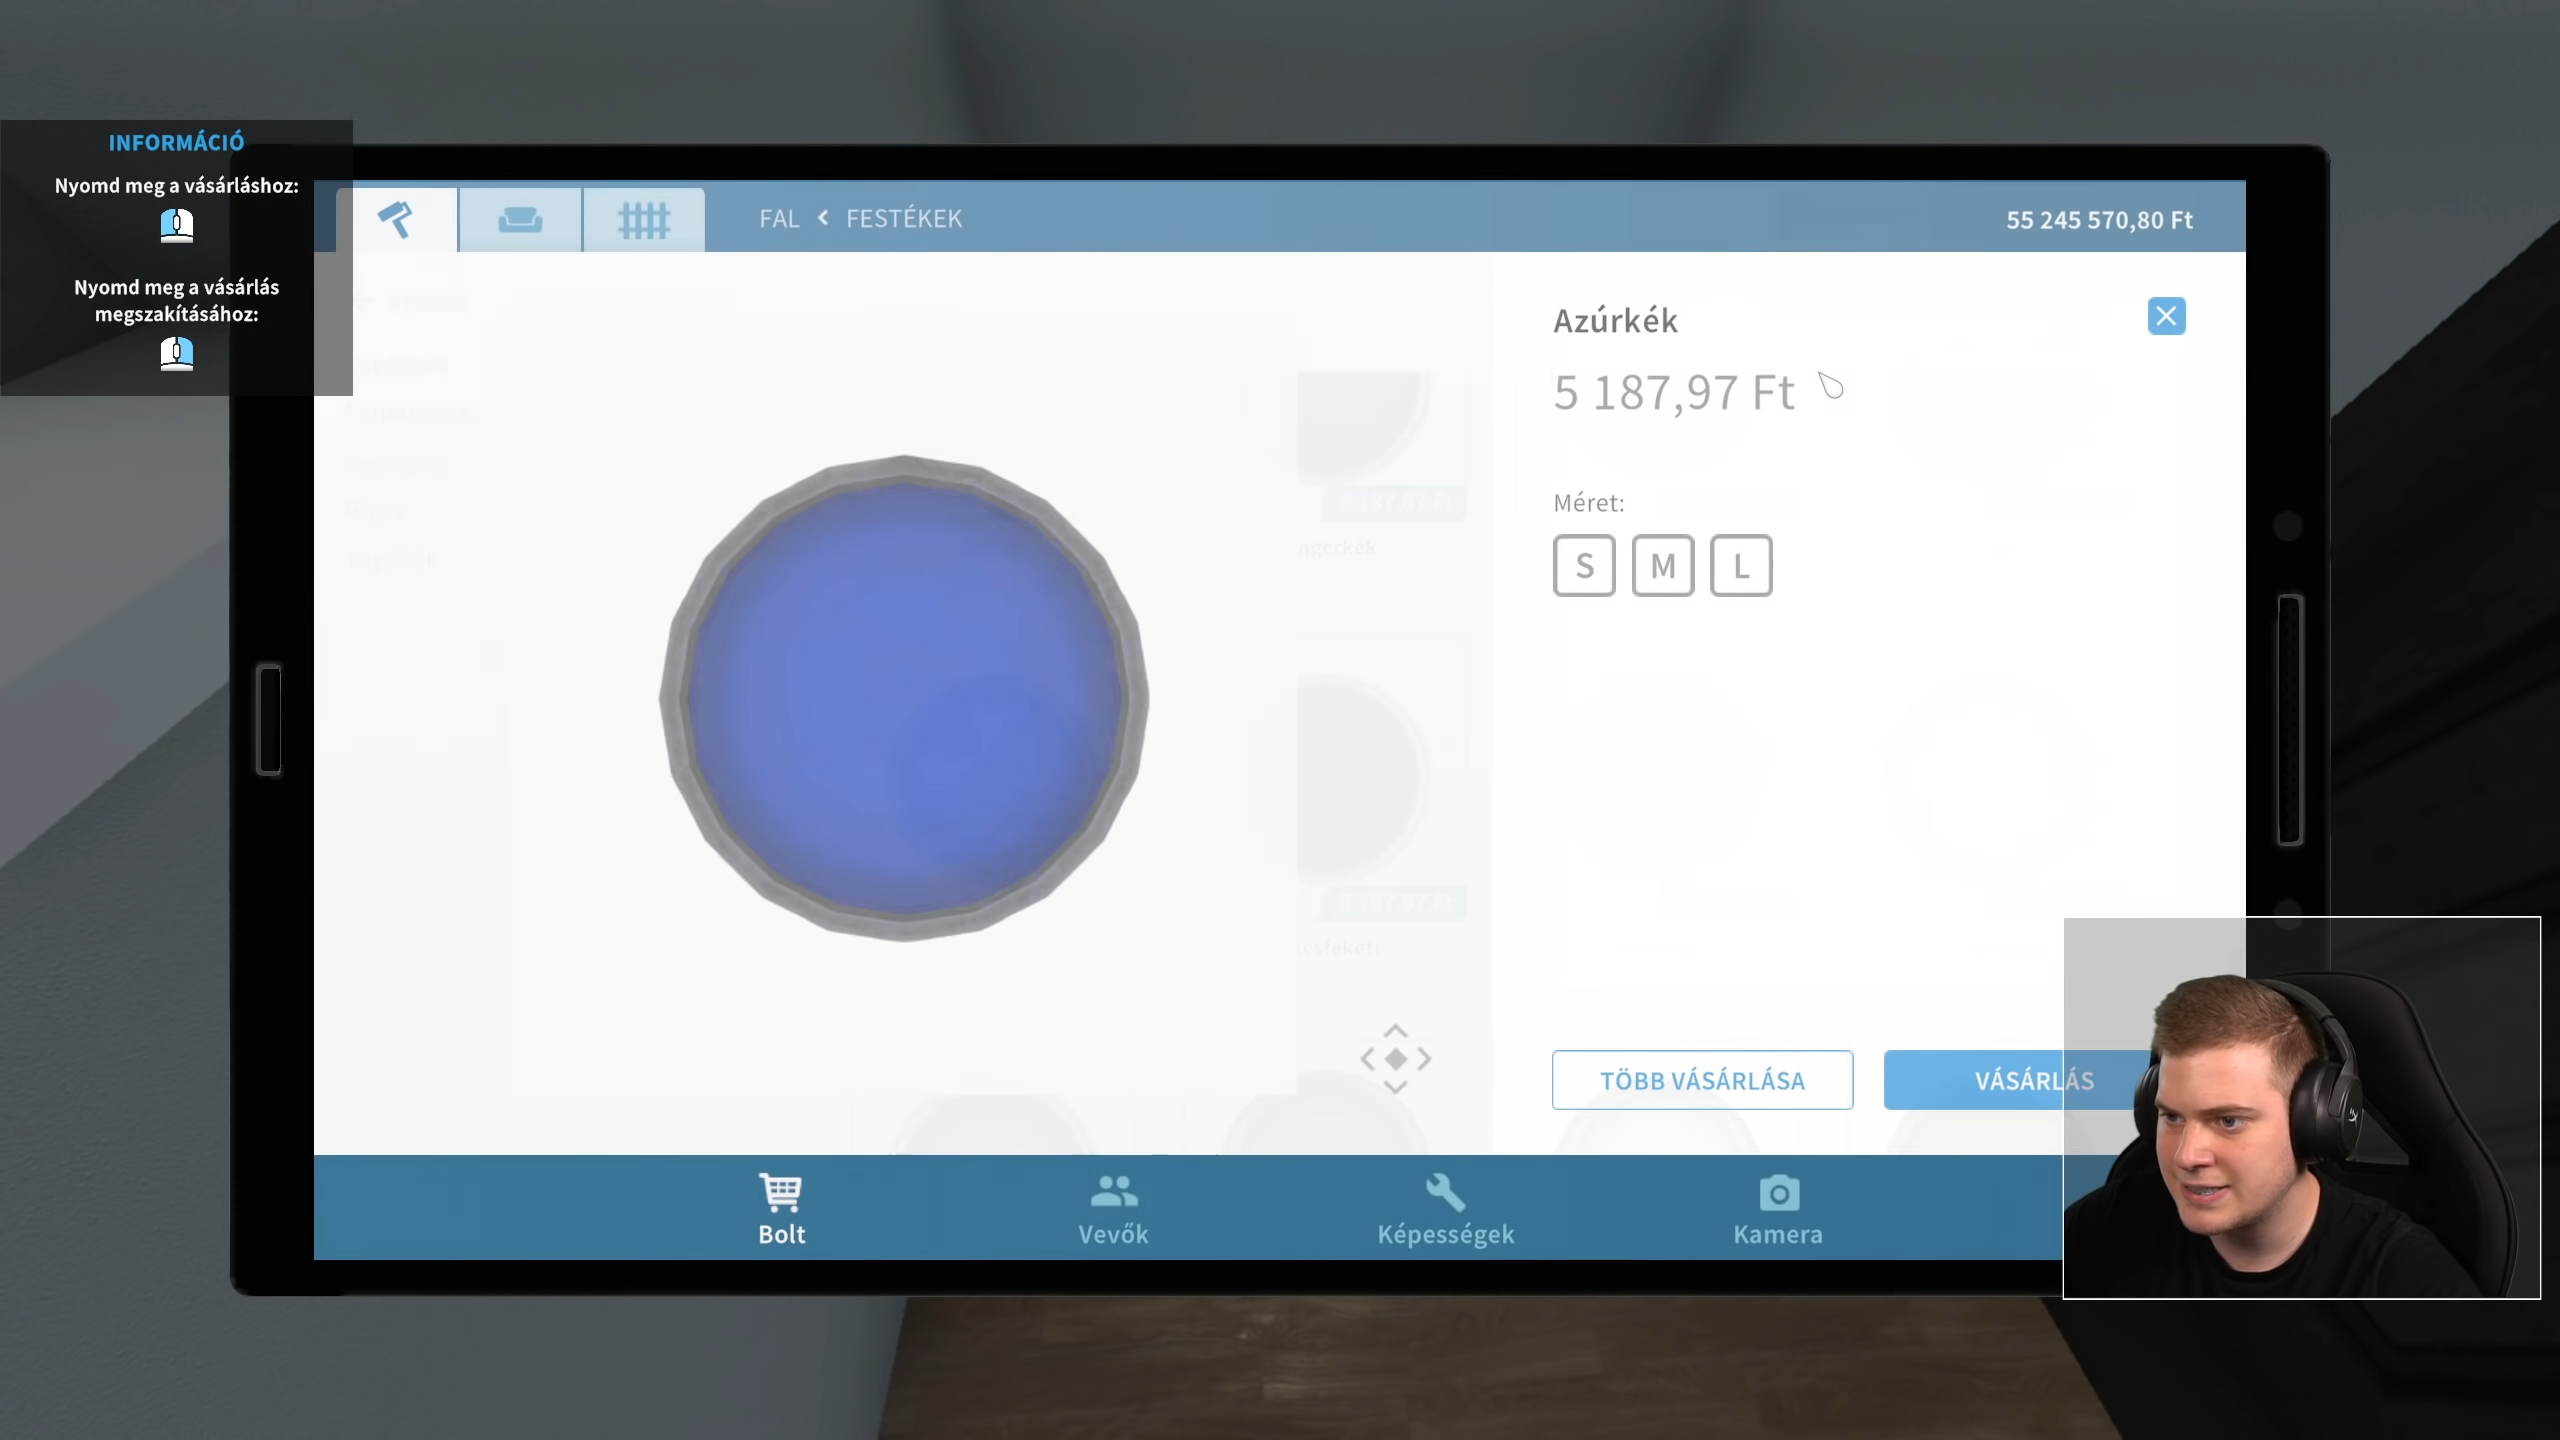 INFORMÁCIÓ
Nyomd meg a vásárláshoz:
Nyomd meg a vásárlás
megszakításához:
FAL < FESTÉKEK
55 245 570,80 Ft
Azúrkék
5 187,97 Ft
Méret:
S M L
TÖBB VÁSÁRLÁSA
VÁSÁRLÁS
Bolt
Vevők
Képességek
Kamera